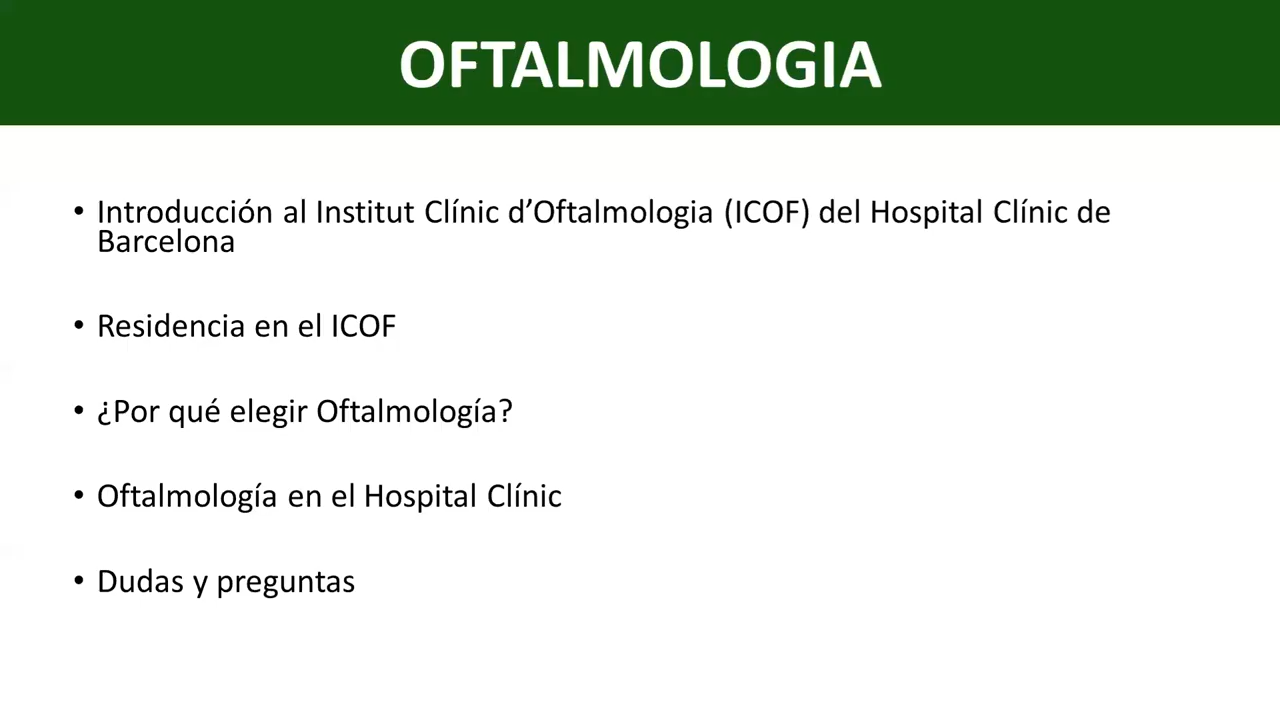 OFTALMOLOGIA
• Introducción al Institut Clínic d’Oftalmologia (ICOF) del Hospital Clínic de
Barcelona
• Residencia en el ICOF
• ¿Por qué elegir Oftalmología?
• Oftalmología en el Hospital Clínic
• Dudas y preguntas